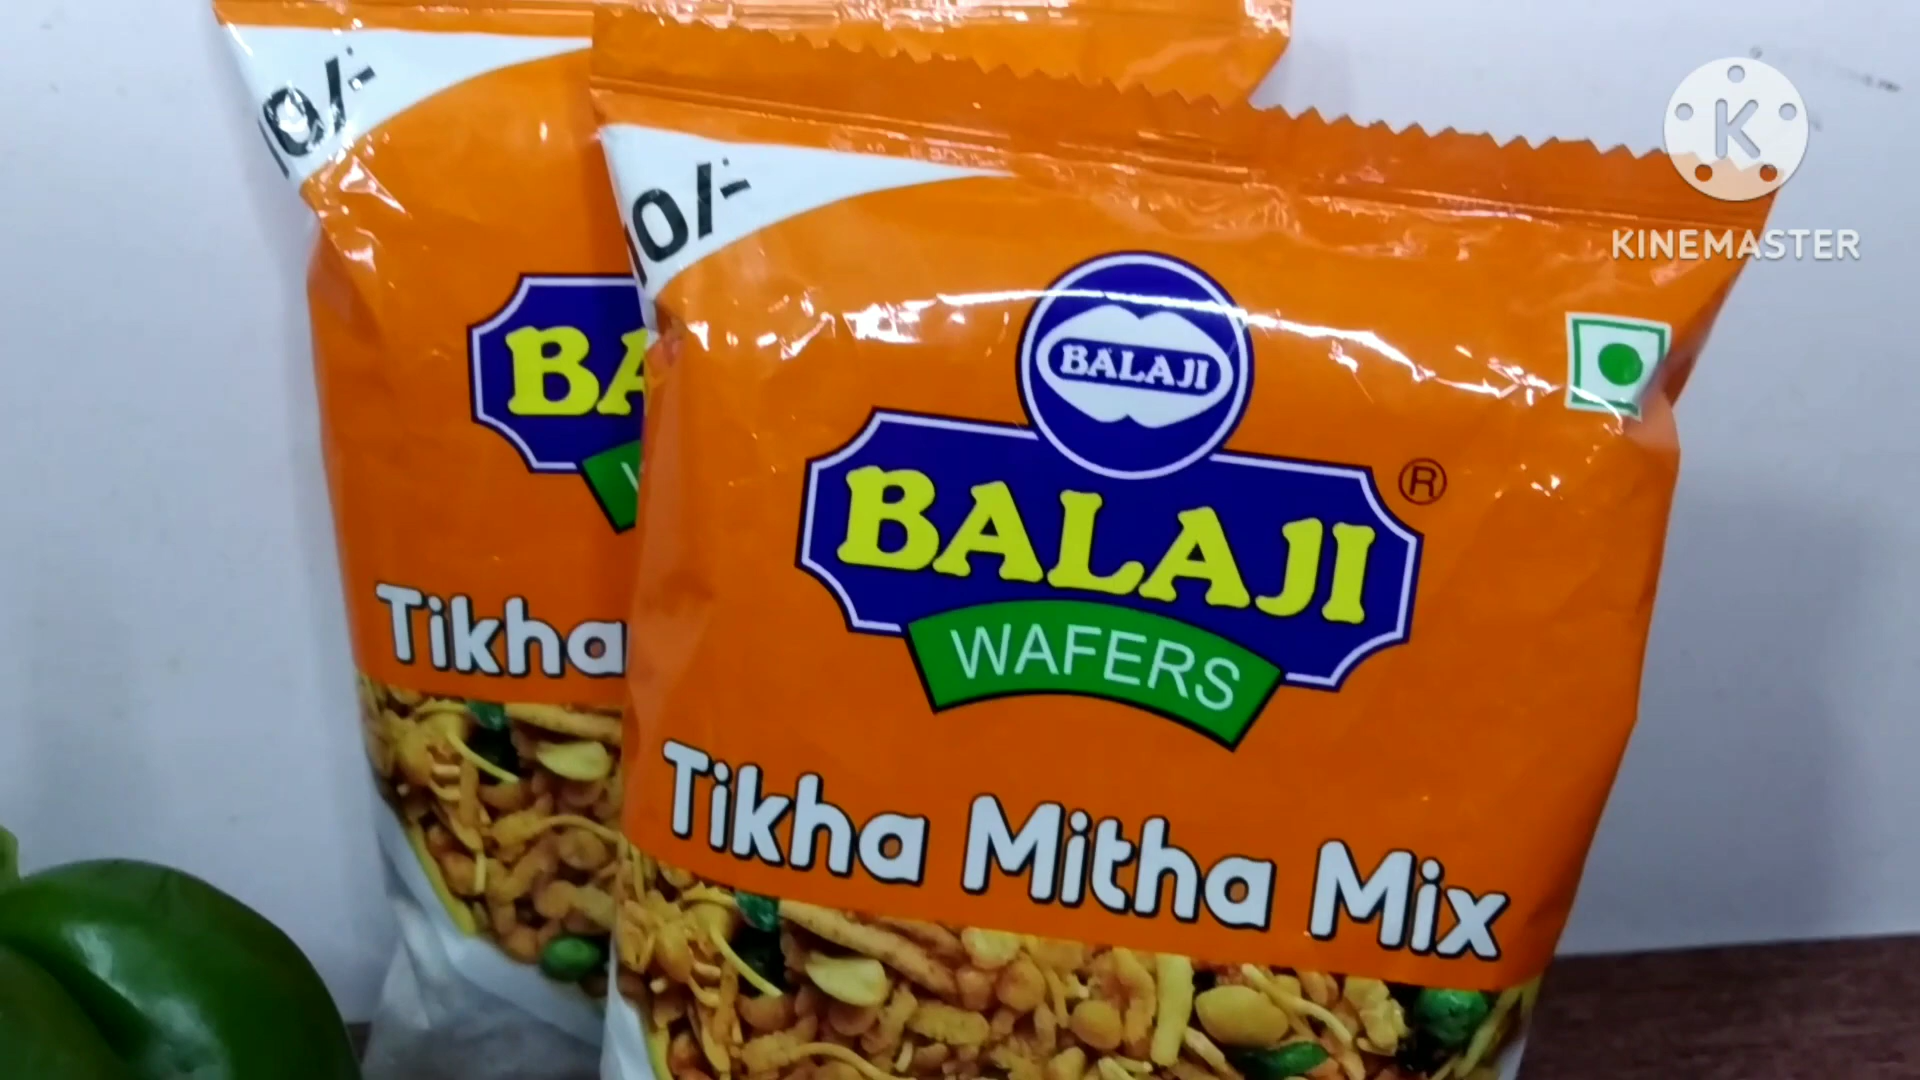 10/-
BA
Tikha
10/-
BALAJI
BALAJI
®
WAFERS
Tikha Mitha Mix
K
KINEMASTER